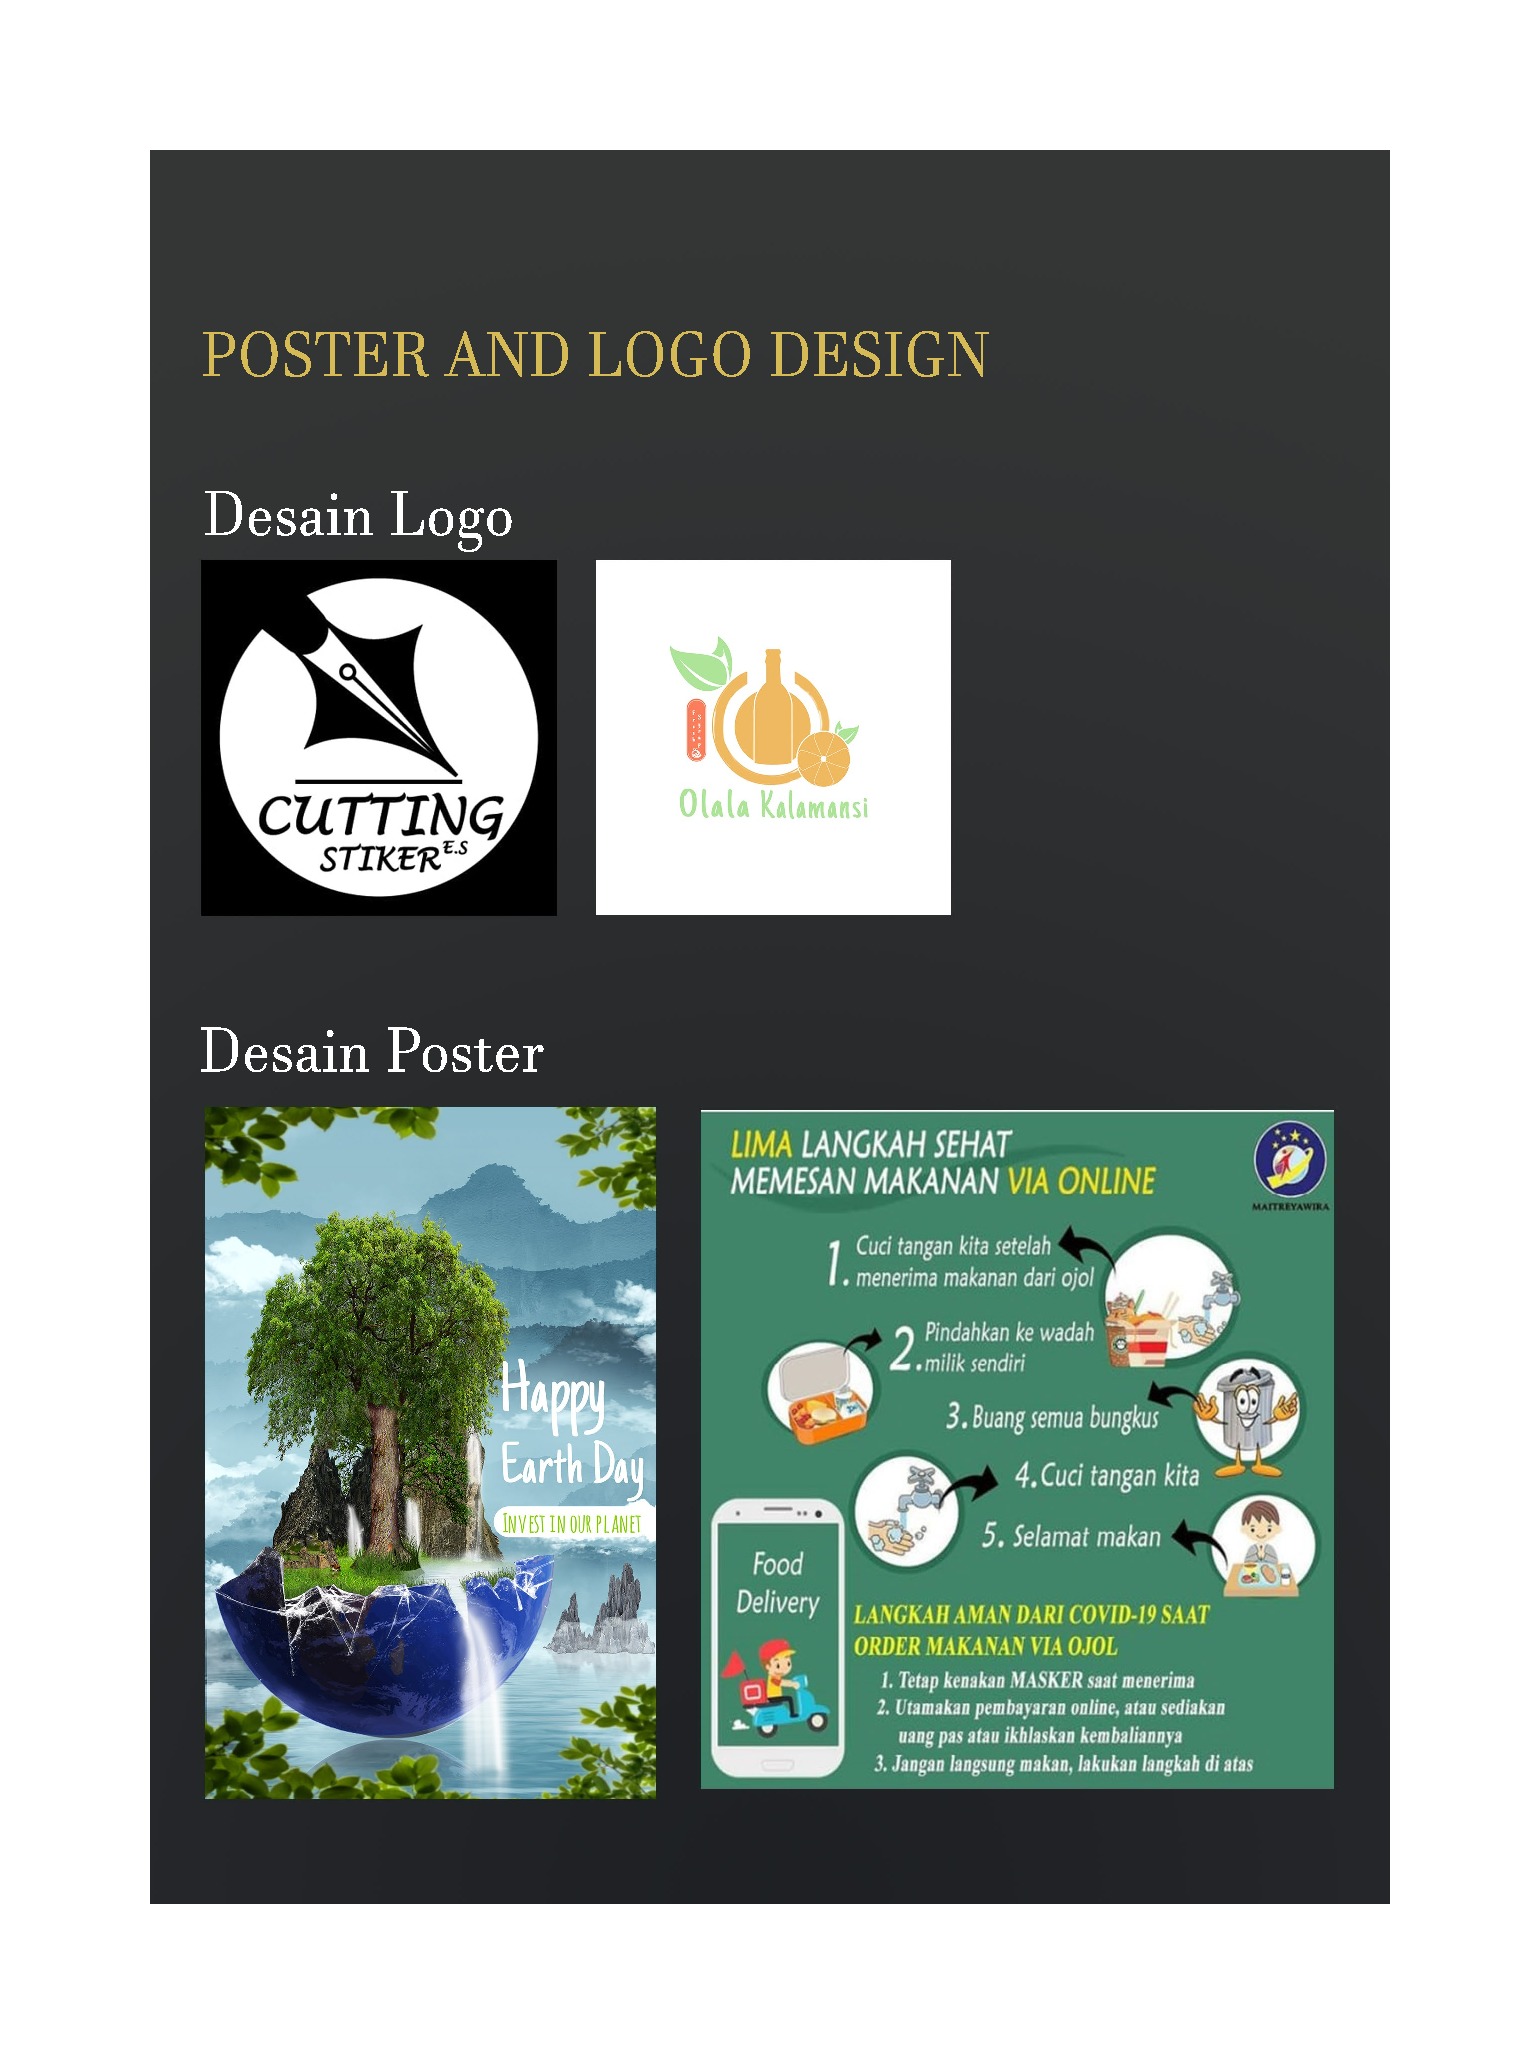 POSTER AND LOGO DESIGN
Desain Logo
CUTTING
STIKER E.S
Olala Kalamansi
Desain Poster
Happy
Earth Day
INVEST IN OUR PLANET
LIMA LANGKAH SEHAT
MEMESAN MAKANAN VIA ONLINE
MAITREYAWIRA
1. Cuci tangan kita setelah
menerima makanan dari ojol
2. Pindahkan ke wadah
milik sendiri
3. Buang semua bungkus
4. Cuci tangan kita
5. Selamat makan
Food
Delivery
LANGKAH AMAN DARI COVID-19 SAAT
ORDER MAKANAN VIA OJOL
1. Tetap kenakan MASKER saat menerima
2. Utamakan pembayaran online, atau sediakan
uang pas atau ikhlaskan kembaliannya
3. Jangan langsung makan, lakukan langkah di atas